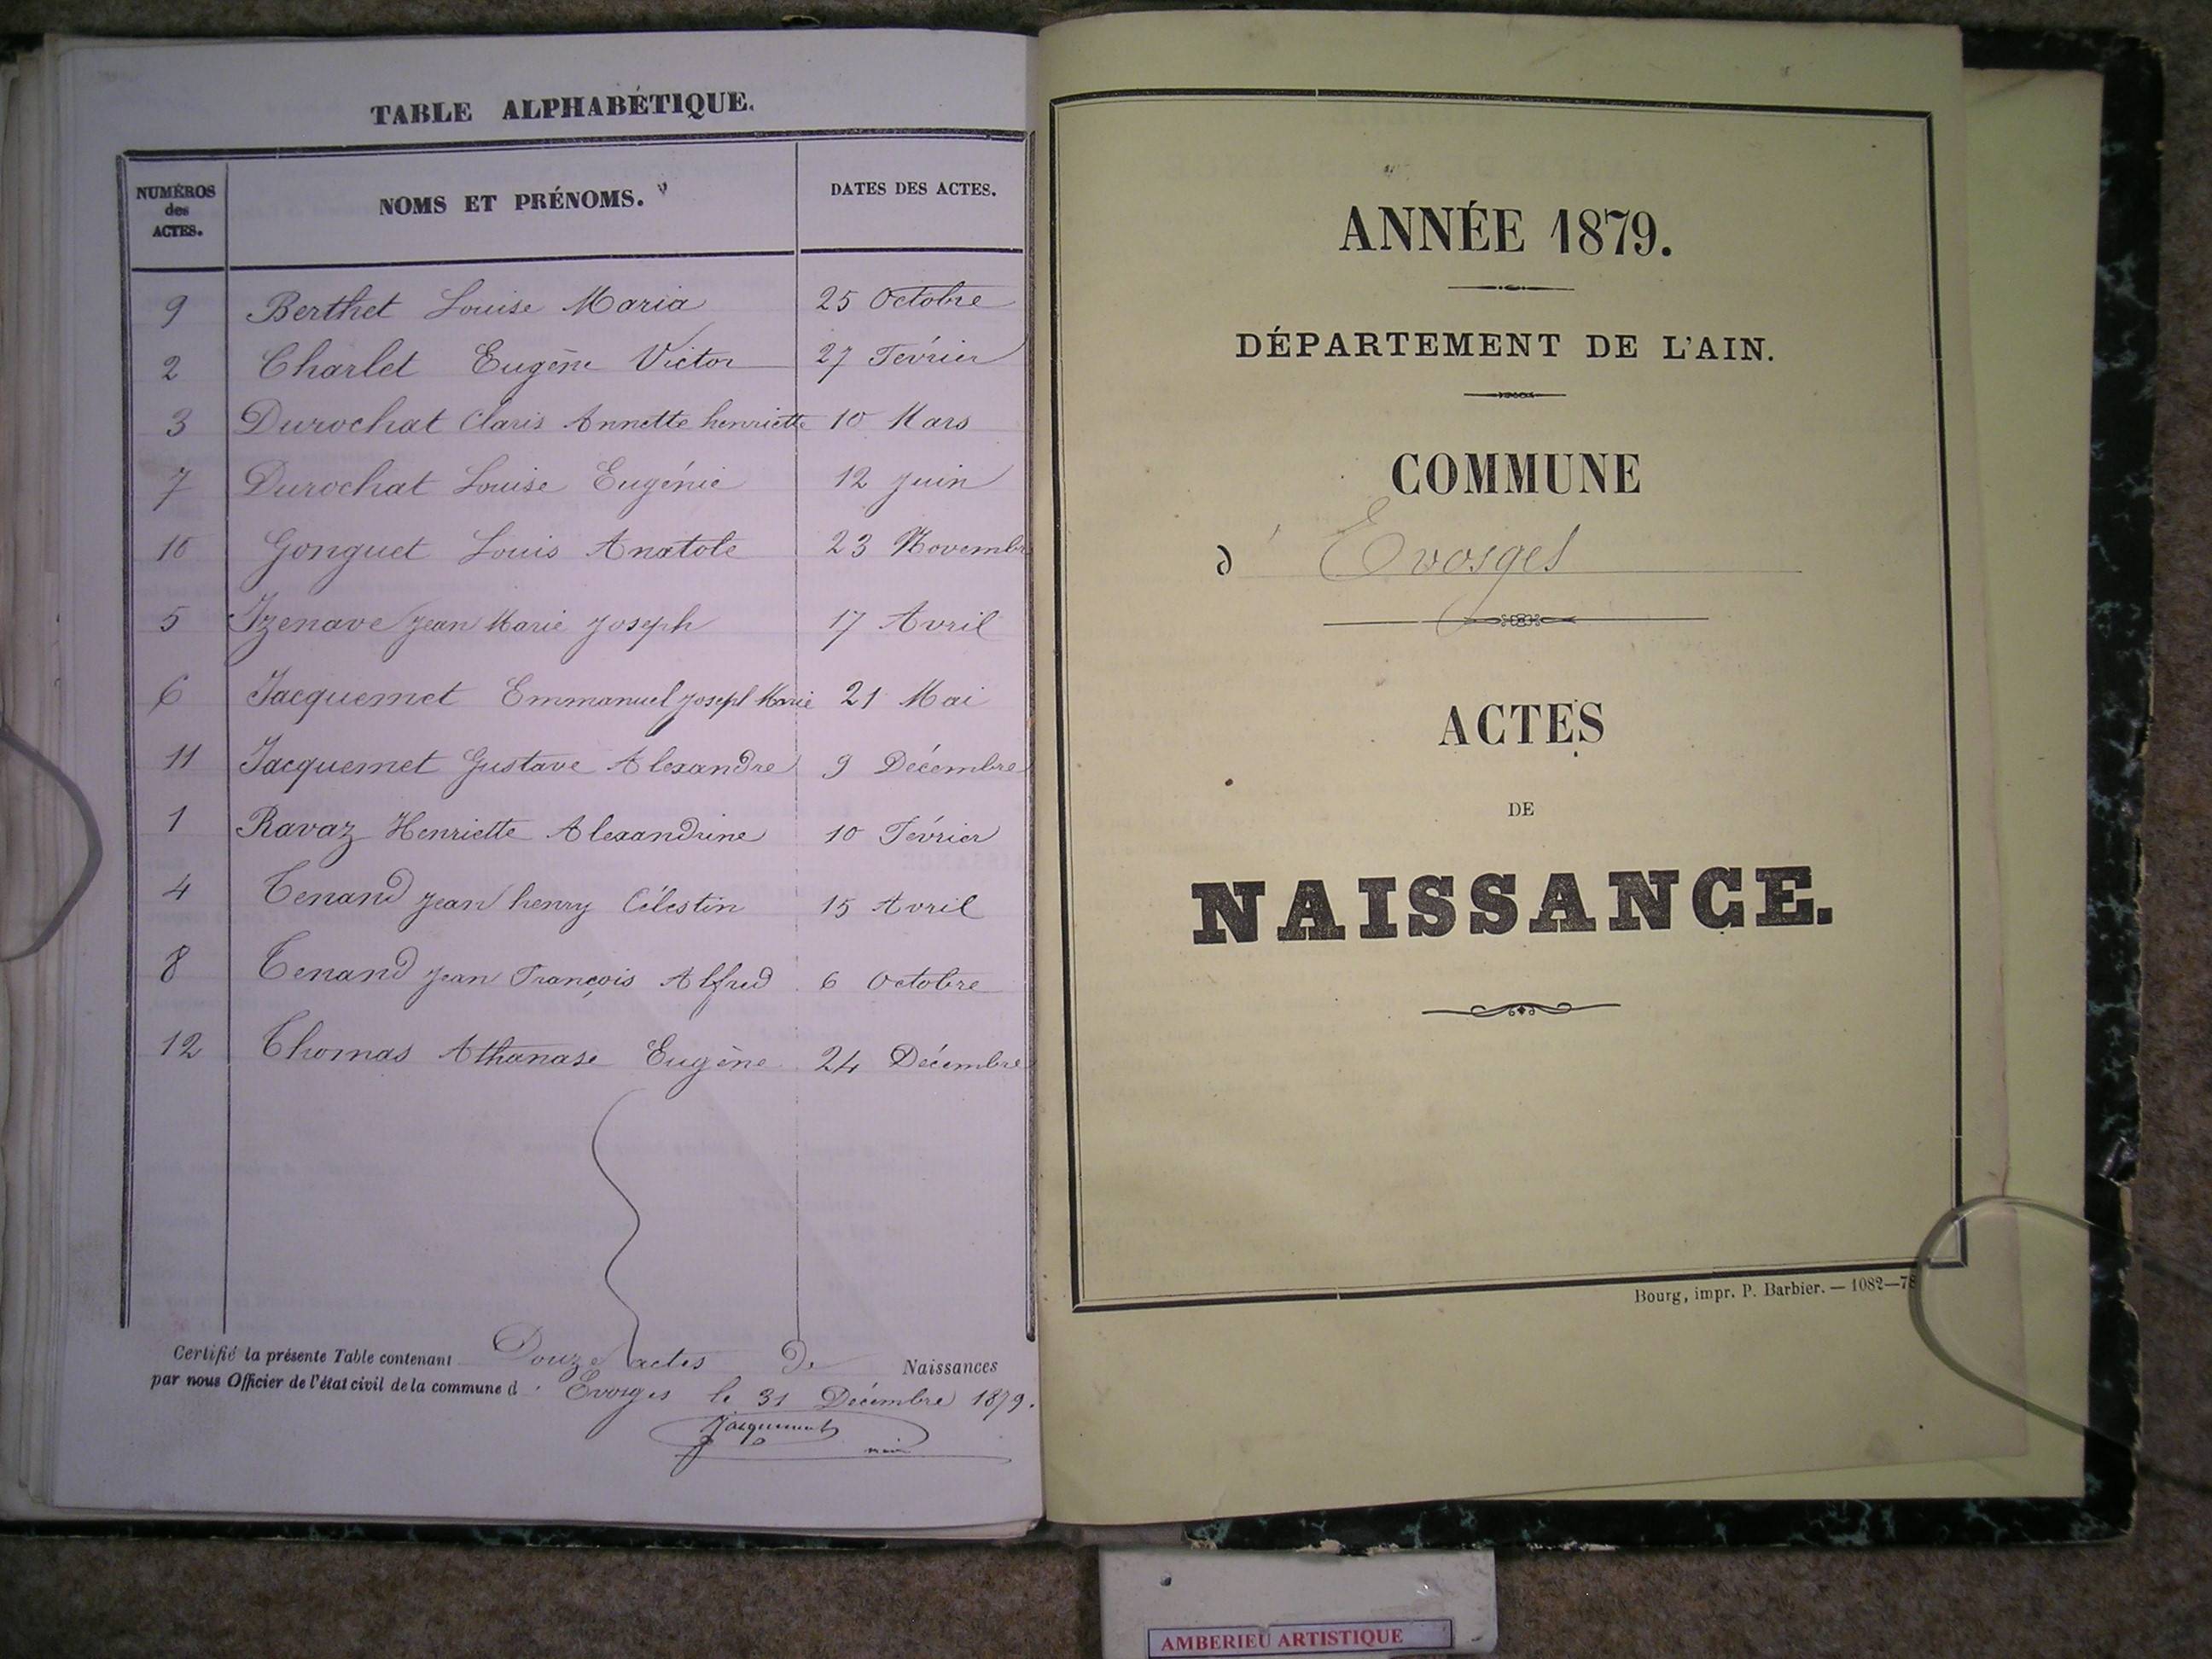 TABLE ALPHABÉTIQUE.
NUMÉROS
des
ACTES.
NOMS ET PRÉNOMS.
DATES DES ACTES.
9 Berthet Louise Maria 25 Octobre
2 Charlet Eugène Victor 27 Février
3 Durochat Claris Annette henriette 10 Mars
7 Durochat Louise Eugénie 12 Juin
10 Gonguet Louis Anatole 23 Novembre
5 Izenave Jean Marie Joseph 17 Avril
6 Jacquemet Emmanuel Joseph Marie 21 Mai
11 Jacquemet Gustave Alexandre 9 Décembre
1 Ravaz Henriette Alexandrine 10 Février
4 Tenand Jean henry Célestin 15 Avril
8 Tenand Jean François Alfred 6 Octobre
12 Thomas Athanase Eugène 24 Décembre
Certifié la présente Table contenant Douze actes De Naissances
par nous Officier de l'état civil de la commune d' Evosges le 31 Décembre 1879.
Jacquemet
ANNÉE 1879.
DÉPARTEMENT DE L'AIN.
COMMUNE
d' Evosges
ACTES
DE
NAISSANCE.
Bourg, impr. P. Barbier. — 1082—78
AMBERIEU ARTISTIQUE